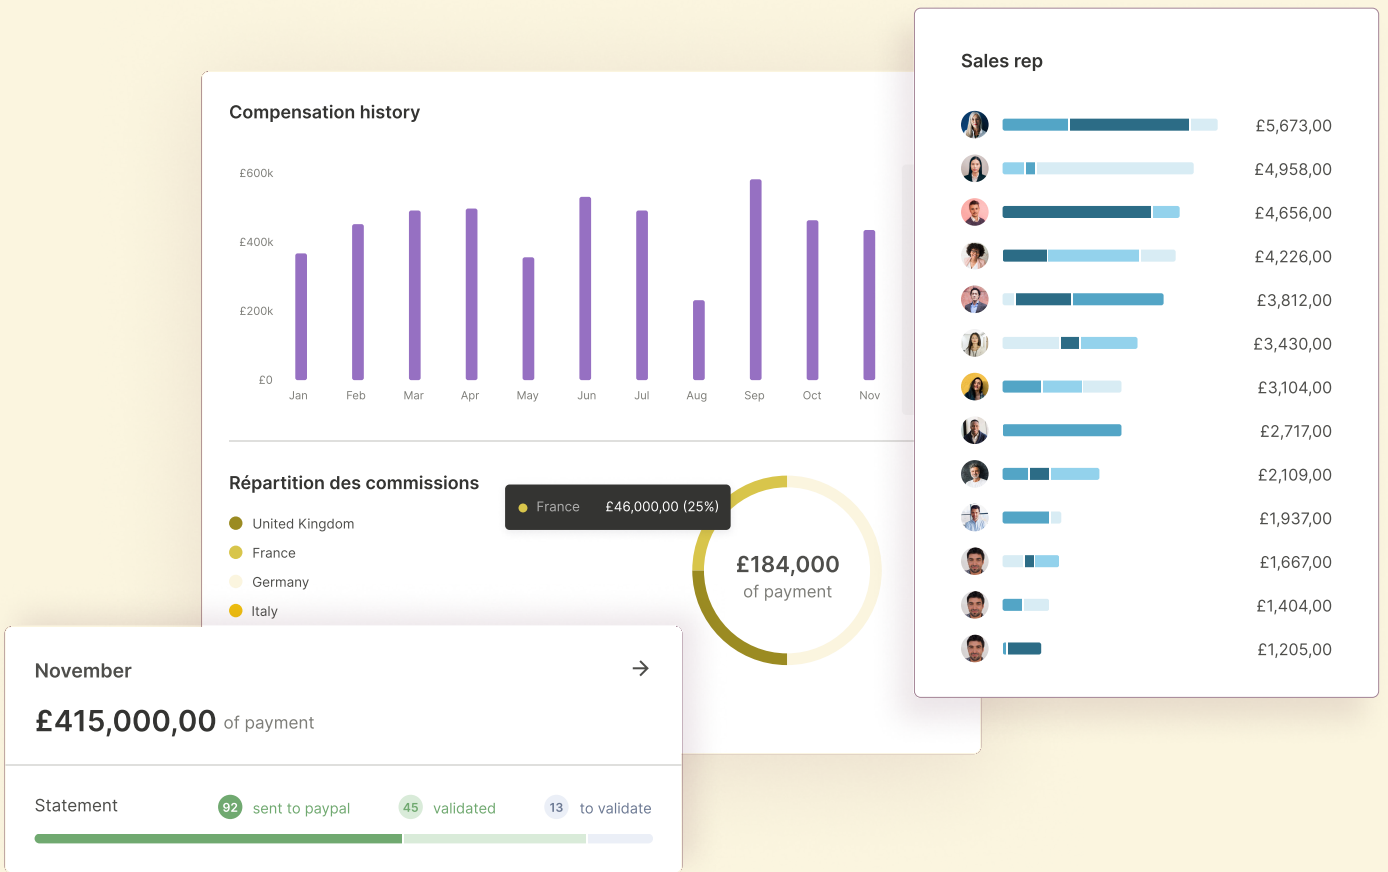 Compensation history
£600k
£400k
£200k
£0
Jan Feb Mar Apr May Jun Jul Aug Sep Oct Nov
Répartition des commissions
United Kingdom
France
Germany
Italy
France £46,000,00 (25%)
£184,000
of payment
November
£415,000,00 of payment
Statement 92 sent to paypal 45 validated 13 to validate
Sales rep
£5,673,00
£4,958,00
£4,656,00
£4,226,00
£3,812,00
£3,430,00
£3,104,00
£2,717,00
£2,109,00
£1,937,00
£1,667,00
£1,404,00
£1,205,00